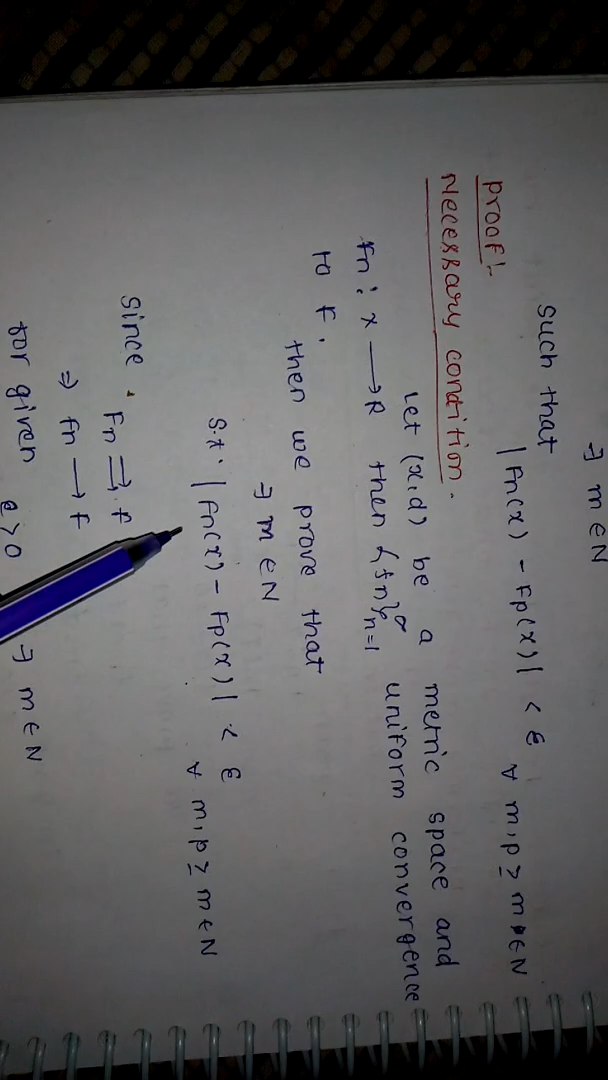 ∃ m ∈ N
such that
|Fn(x) - Fp(x)| < ε ∀ m,p ≥ m ∈ N
proof:-
Necessary condition.
Let (x,d) be a metric space and
fn: x → R then {fn}ₙ₌₁^σ uniform convergence
to F,
then we prove that
∃ m ∈ N
s.t. |Fn(x) - Fp(x)| < ε
∀ m,p ≥ m ∈ N
Since, Fn ⇉ f
⇒ fn → f
for given ε > 0 ∃ m ∈ N